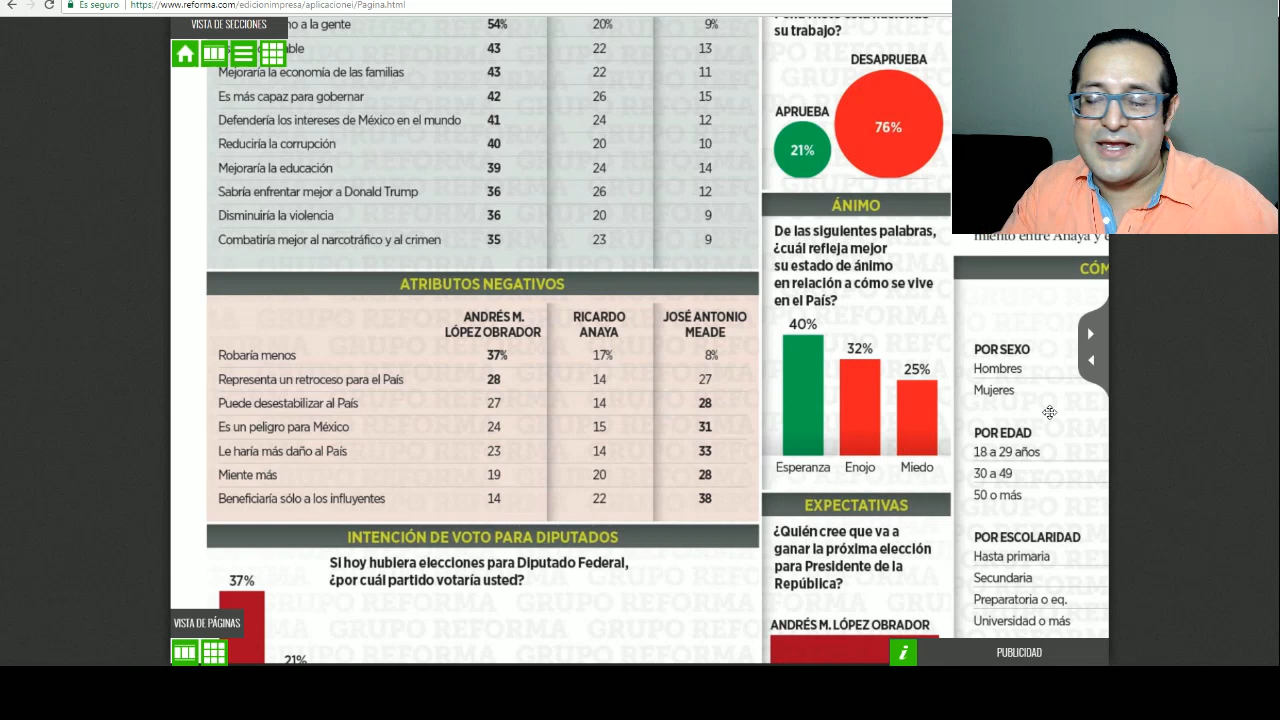 Es seguro https://www.reforma.com/edicionimpresa/aplicacionei/Pagina.html
VISTA DE SECCIONES
o a la gente 54% 20% 9%
43 22 13
Mejoraría la economía de las familias 43 22 11
Es más capaz para gobernar 42 26 15
Defendería los intereses de México en el mundo 41 24 12
Reduciría la corrupción 40 20 10
Mejoraría la educación 39 24 14
Sabría enfrentar mejor a Donald Trump 36 26 12
Disminuiría la violencia 36 20 9
Combatiría mejor al narcotráfico y al crimen 35 23 9
ATRIBUTOS NEGATIVOS
ANDRÉS M. LÓPEZ OBRADOR RICARDO ANAYA JOSÉ ANTONIO MEADE
Robaría menos 37% 17% 8%
Representa un retroceso para el País 28 14 27
Puede desestabilizar al País 27 14 28
Es un peligro para México 24 15 31
Le haría más daño al País 23 14 33
Miente más 19 20 28
Beneficiaría sólo a los influyentes 14 22 38
INTENCIÓN DE VOTO PARA DIPUTADOS
Si hoy hubiera elecciones para Diputado Federal,
¿por cuál partido votaría usted?
37%
21%
VISTA DE PÁGINAS
su trabajo?
DESAPRUEBA
APRUEBA
76%
21%
ÁNIMO
De las siguientes palabras,
¿cuál refleja mejor
su estado de ánimo
en relación a cómo se vive
en el País?
40%
32%
25%
Esperanza Enojo Miedo
EXPECTATIVAS
¿Quién cree que va a
ganar la próxima elección
para Presidente de la
República?
ANDRÉS M. LÓPEZ OBRADOR
miento entre Anaya y
CÓM
POR SEXO
Hombres
Mujeres
POR EDAD
18 a 29 años
30 a 49
50 o más
POR ESCOLARIDAD
Hasta primaria
Secundaria
Preparatoria o eq.
Universidad o más
i PUBLICIDAD